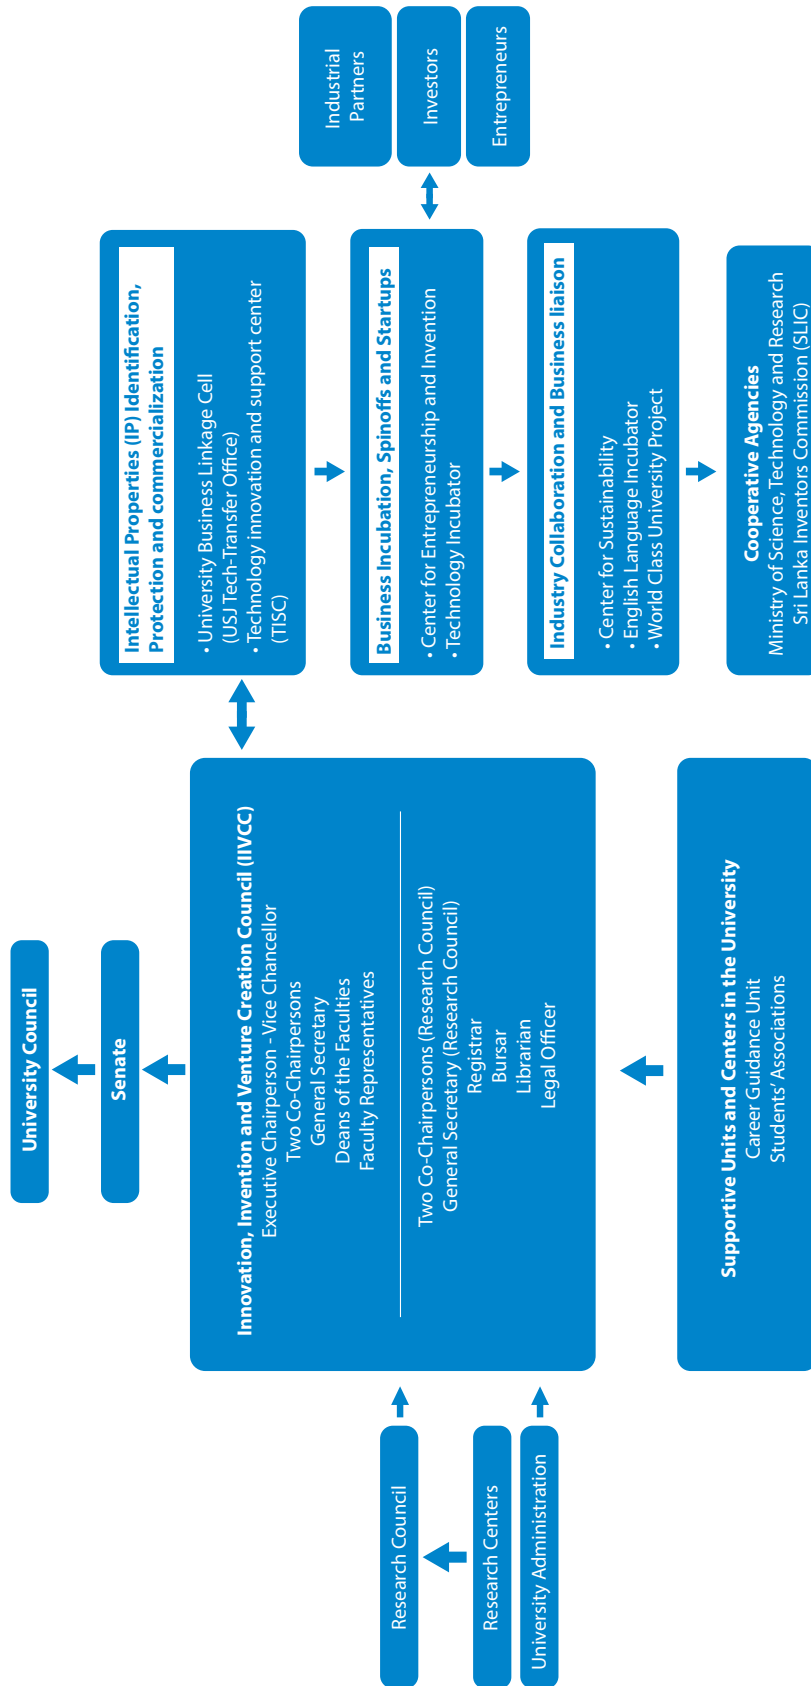 University Council
Senate
Research Council
Research Centers
University Administration
Innovation, Invention and Venture Creation Council (IIVCC)
Executive Chairperson - Vice Chancellor
Two Co-Chairpersons
General Secretary
Deans of the Faculties
Faculty Representatives
Two Co-Chairpersons (Research Council)
General Secretary (Research Council)
Registrar
Bursar
Librarian
Legal Officer
Supportive Units and Centers in the University
Career Guidance Unit
Students' Associations
Intellectual Properties (IP) Identification,
Protection and commercialization
• University Business Linkage Cell
(USJ Tech-Transfer Office)
• Technology innovation and support center
(TISC)
Business Incubation, Spinoffs and Startups
• Center for Entrepreneurship and Invention
• Technology Incubator
Industry Collaboration and Business liaison
• Center for Sustainability
• English Language Incubator
• World Class University Project
Cooperative Agencies
Ministry of Science, Technology and Research
Sri Lanka Inventors Commission (SLIC)
Industrial
Partners
Investors
Entrepreneurs